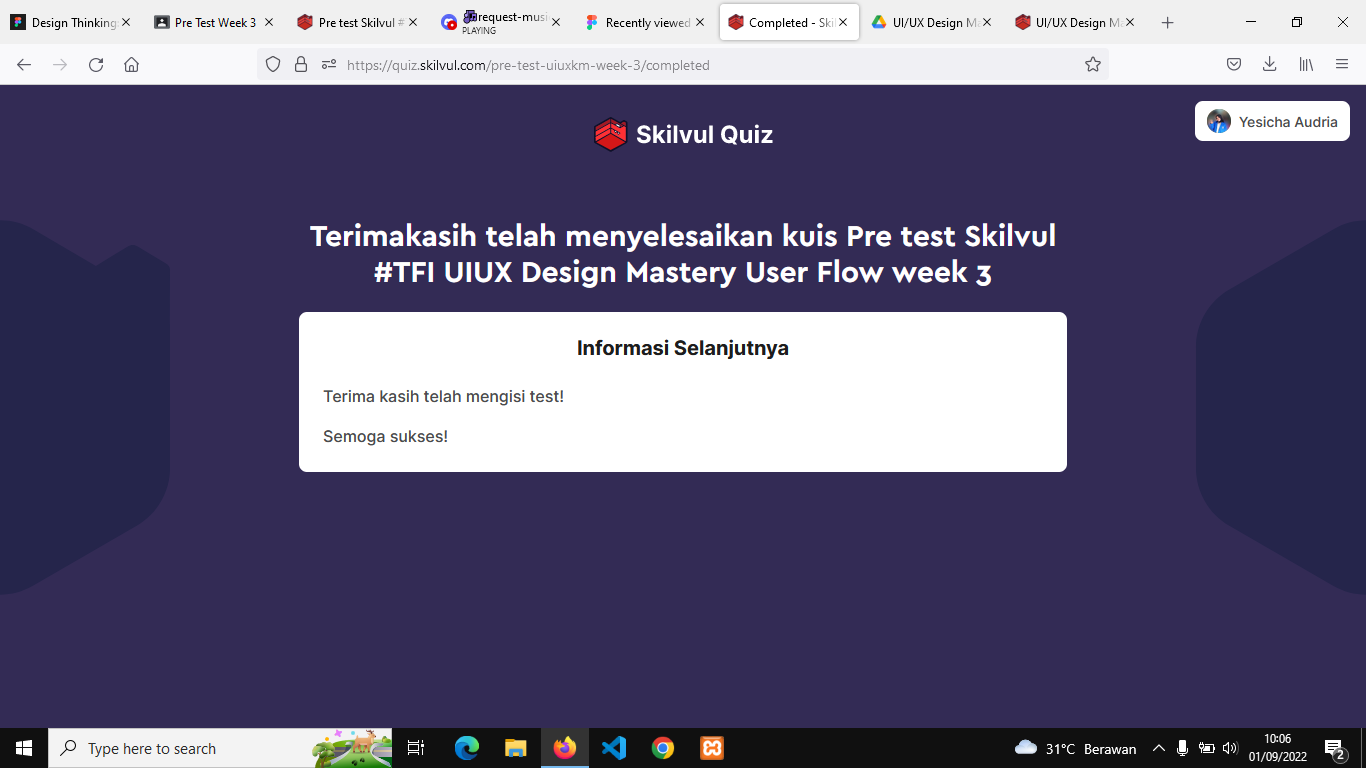 Design Thinking
Pre Test Week 3
Pre test Skilvul #
request-musi
PLAYING
Recently viewed
Completed - Skil
UI/UX Design Ma
UI/UX Design Ma
https://quiz.skilvul.com/pre-test-uiuxkm-week-3/completed
Skilvul Quiz
Yesicha Audria
Terimakasih telah menyelesaikan kuis Pre test Skilvul
#TFI UIUX Design Mastery User Flow week 3
Informasi Selanjutnya
Terima kasih telah mengisi test!
Semoga sukses!
Type here to search
31°C Berawan
10:06
01/09/2022
2